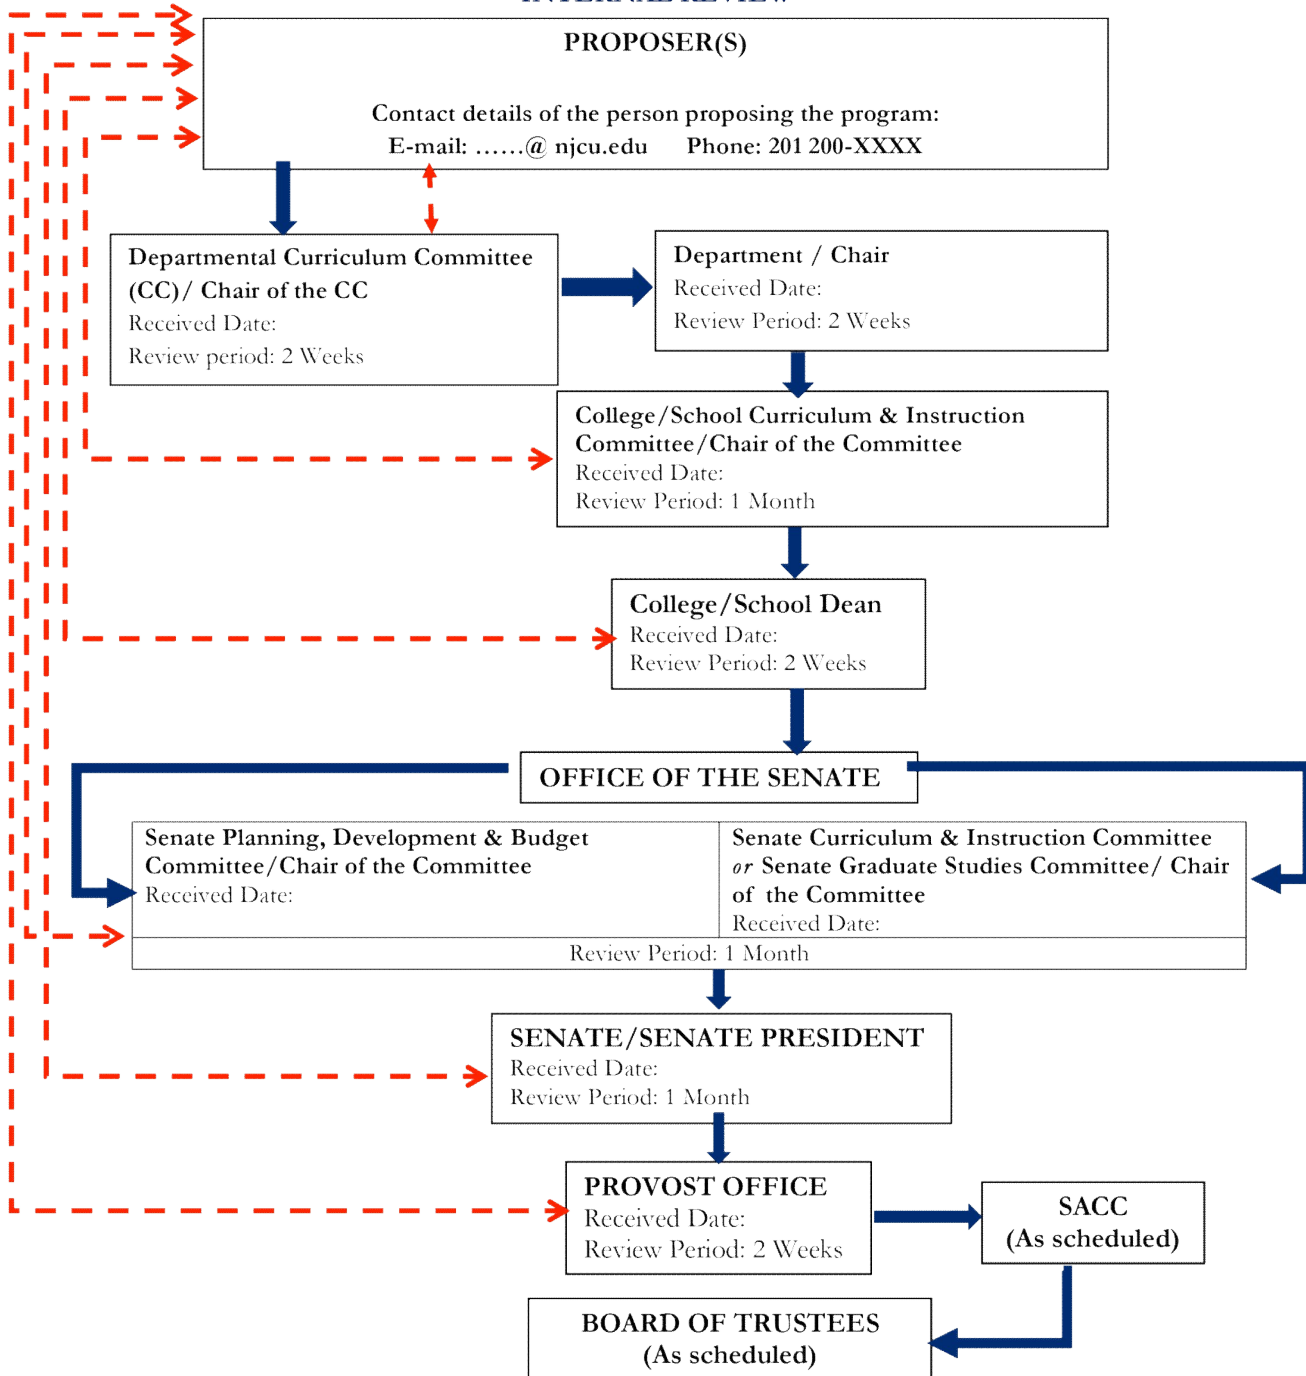 INTERNAL REVIEW
PROPOSER(S)
Contact details of the person proposing the program:
E-mail: ......@ njcu.edu Phone: 201 200-XXXX
Departmental Curriculum Committee
(CC)/ Chair of the CC
Received Date:
Review period: 2 Weeks
Department / Chair
Received Date:
Review Period: 2 Weeks
College/School Curriculum & Instruction
Committee/Chair of the Committee
Received Date:
Review Period: 1 Month
College/School Dean
Received Date:
Review Period: 2 Weeks
OFFICE OF THE SENATE
Senate Planning, Development & Budget
Committee/Chair of the Committee
Received Date:
Senate Curriculum & Instruction Committee
or Senate Graduate Studies Committee/ Chair
of the Committee
Received Date:
Review Period: 1 Month
SENATE/SENATE PRESIDENT
Received Date:
Review Period: 1 Month
PROVOST OFFICE
Received Date:
Review Period: 2 Weeks
SACC
(As scheduled)
BOARD OF TRUSTEES
(As scheduled)